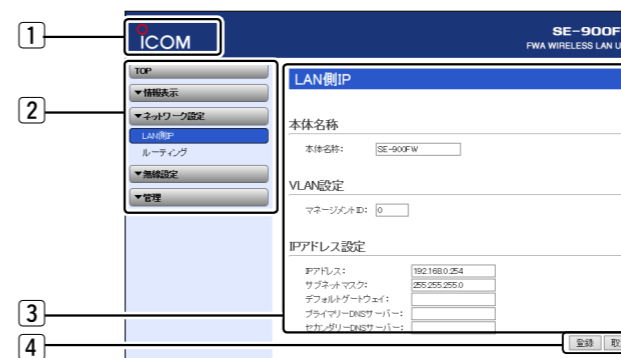 1
ICOM
SE-900F
FWA WIRELESS LAN U
2
TOP
▼情報表示
▼ネットワーク設定
LAN側IP
ルーティング
▼無線設定
▼管理
LAN側IP
本体名称
本体名称: SE-900FW
VLAN設定
マネージメントID: 0
IPアドレス設定
IPアドレス: 192.168.0.254
サブネットマスク: 255.255.255.0
デフォルトゲートウェイ:
プライマリーDNSサーバー:
セカンダリーDNSサーバー:
3
4
登録 取